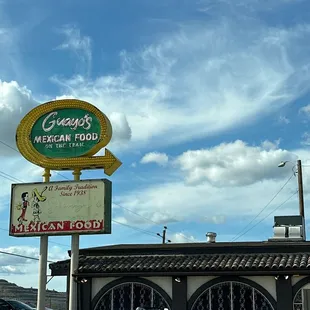 Guayo's
MEXICAN FOOD
ON THE TRAIL
A Family Tradition
Since 1938
MEXICAN FOOD